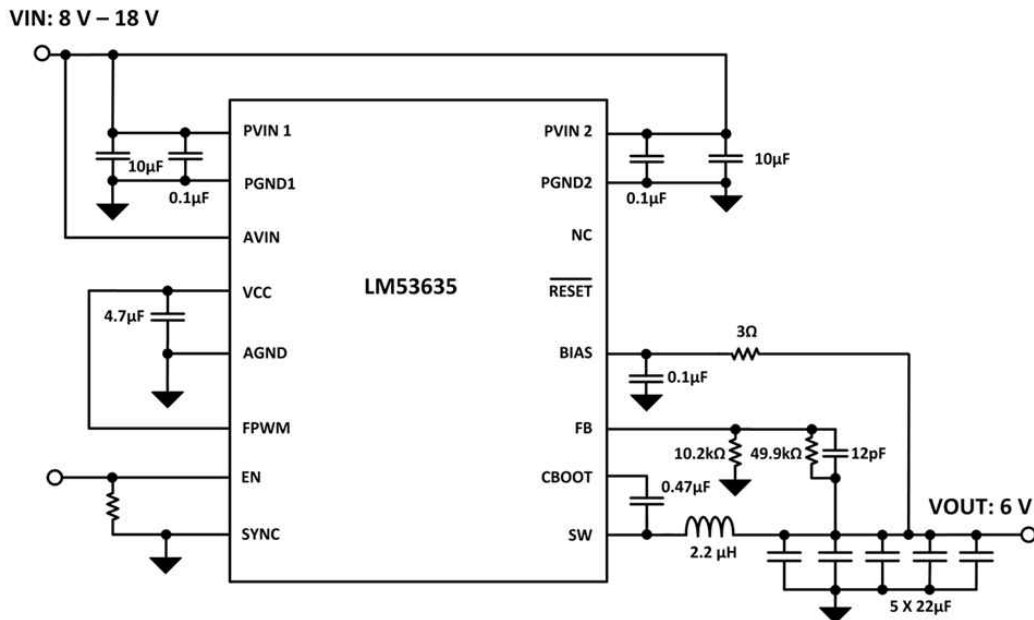 VIN: 8 V – 18 V
PVIN 1
PVIN 2
10µF
0.1µF
PGND1
PGND2
0.1µF
10µF
AVIN
NC
LM53635
RESET
VCC
4.7µF
AGND
BIAS
3Ω
0.1µF
FPWM
FB
10.2kΩ
49.9kΩ
12pF
EN
CBOOT
0.47µF
VOUT: 6 V
SYNC
SW
2.2 µH
5 X 22µF